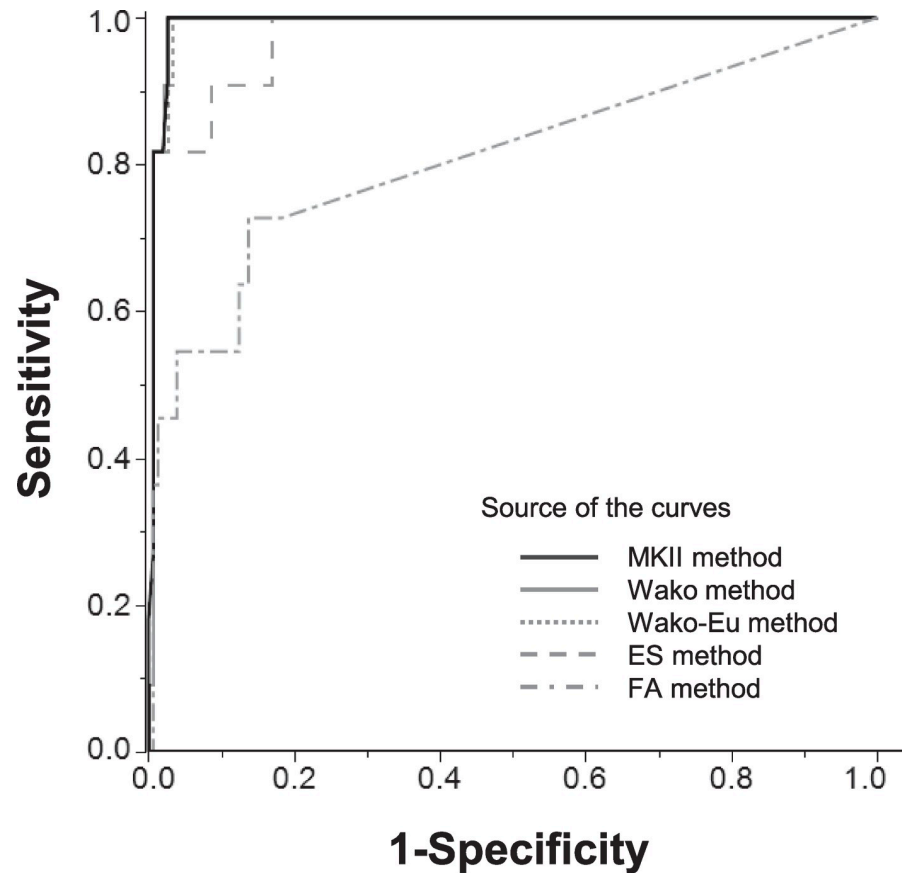 1.0
0.8
0.6
0.4
0.2
0.0
Sensitivity
Source of the curves
MKII method
Wako method
Wako-Eu method
ES method
FA method
0.0 0.2 0.4 0.6 0.8 1.0
1-Specificity